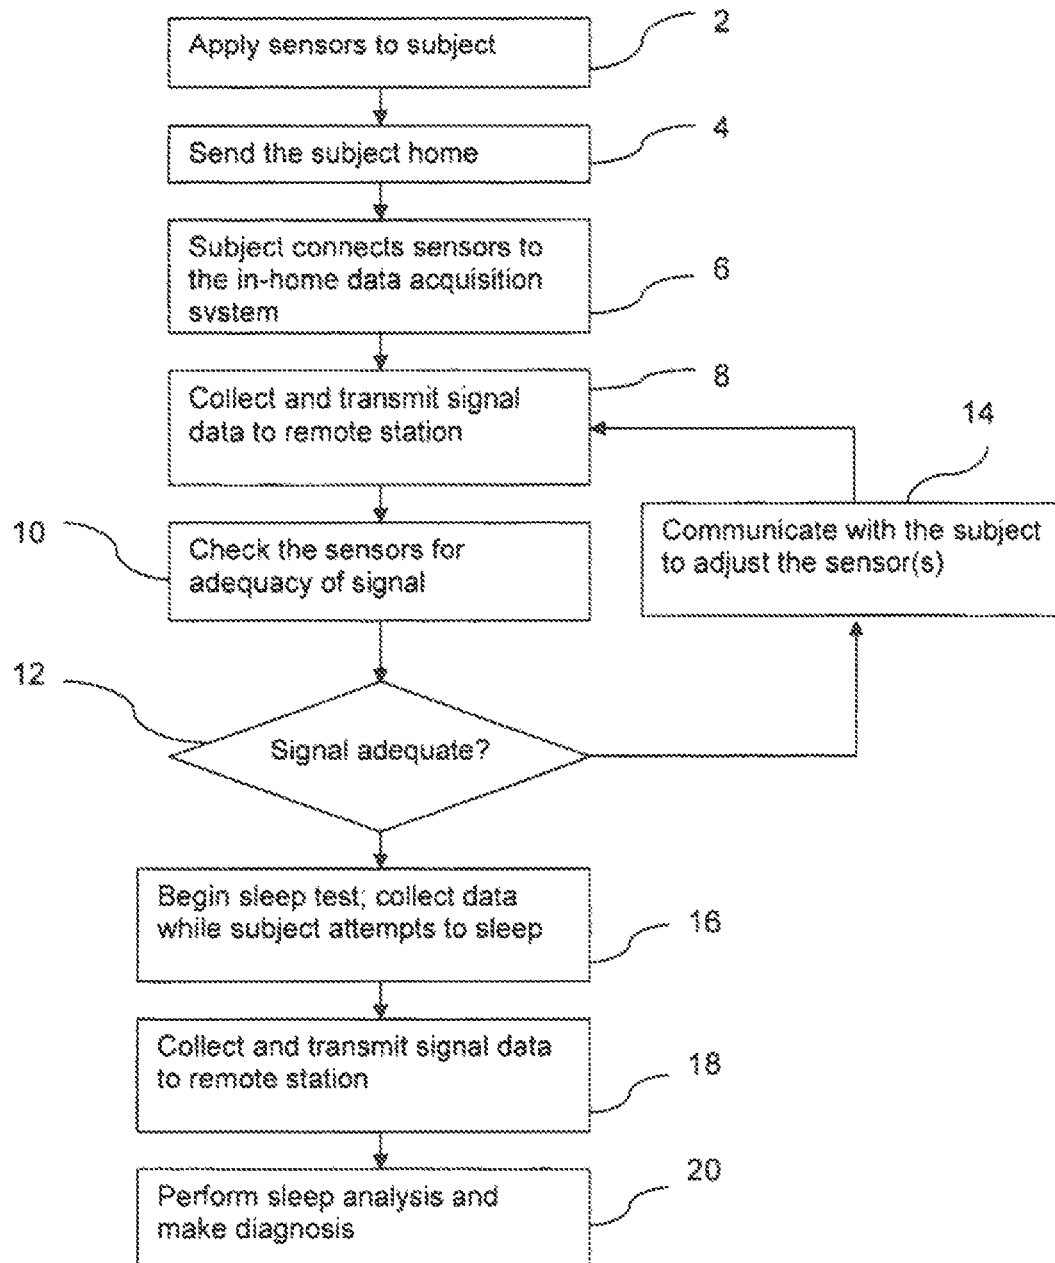 Apply sensors to subject
2
Send the subject home
4
Subject connects sensors to
the in-home data acquisition
system
6
Collect and transmit signal
data to remote station
8
14
Communicate with the subject
to adjust the sensor(s)
10
Check the sensors for
adequacy of signal
12
Signal adequate?
Begin sleep test; collect data
while subject attempts to sleep
16
Collect and transmit signal data
to remote station
18
Perform sleep analysis and
make diagnosis
20